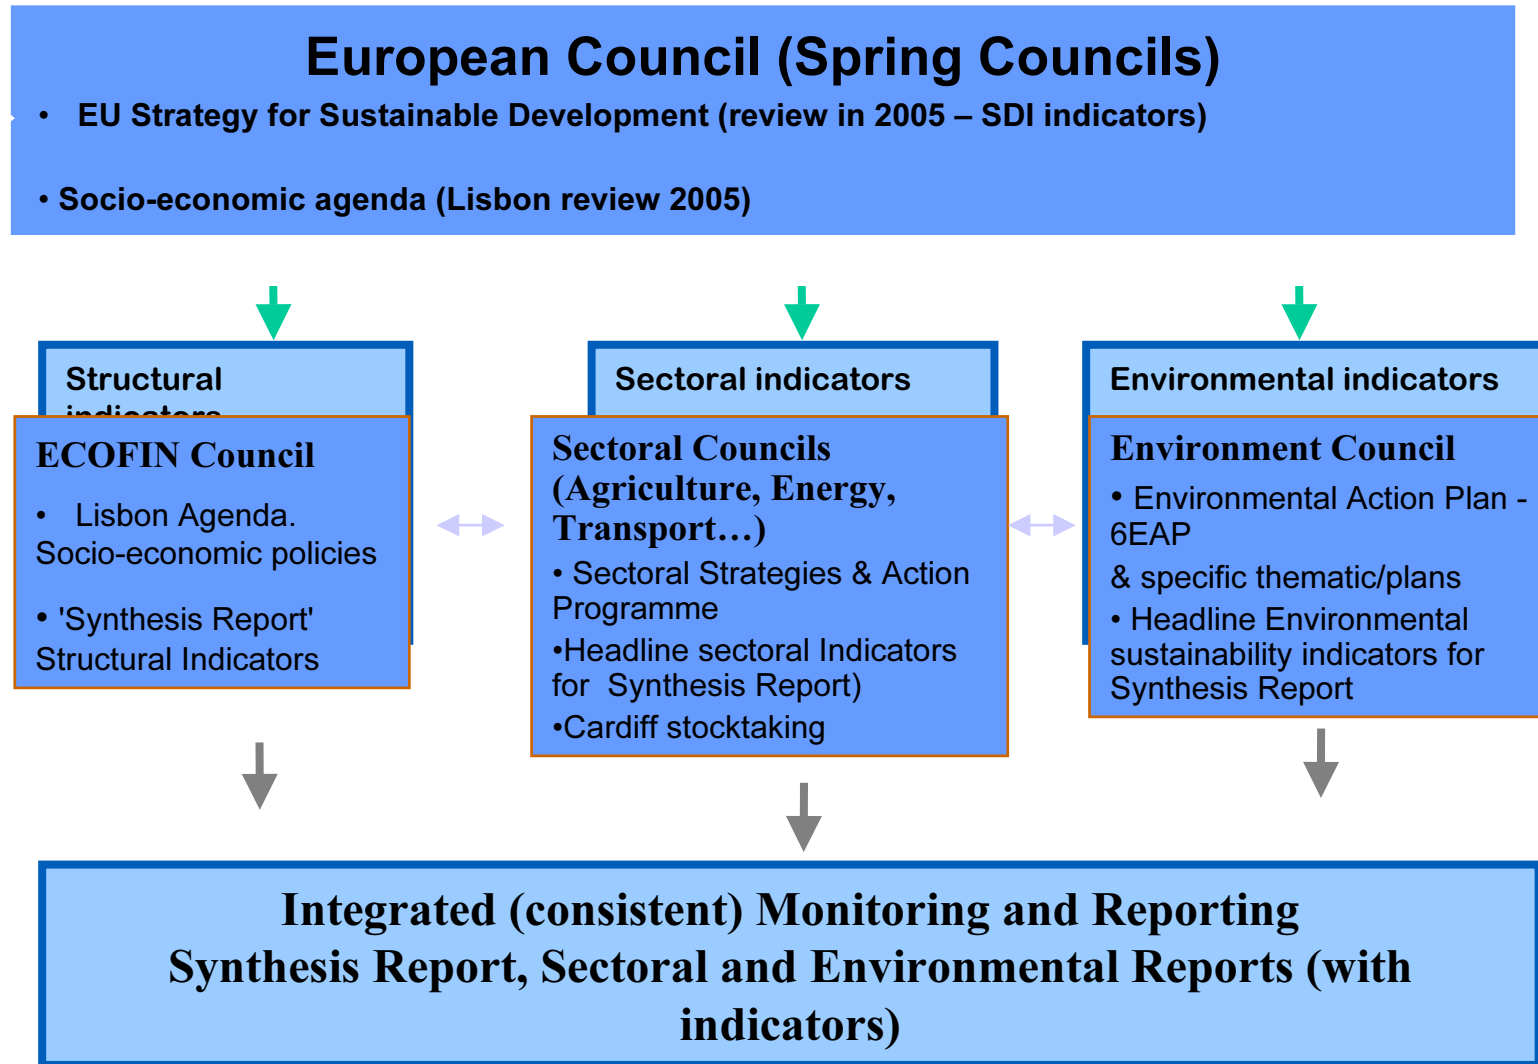 European Council (Spring Councils)
• EU Strategy for Sustainable Development (review in 2005 – SDI indicators)
• Socio-economic agenda (Lisbon review 2005)
Structural
indicators
ECOFIN Council
• Lisbon Agenda.
Socio-economic policies
• 'Synthesis Report'
Structural Indicators
Sectoral indicators
Sectoral Councils
(Agriculture, Energy,
Transport…)
• Sectoral Strategies & Action
Programme
•Headline sectoral Indicators
for Synthesis Report)
•Cardiff stocktaking
Environmental indicators
Environment Council
• Environmental Action Plan -
6EAP
& specific thematic/plans
• Headline Environmental
sustainability indicators for
Synthesis Report
Integrated (consistent) Monitoring and Reporting
Synthesis Report, Sectoral and Environmental Reports (with
indicators)